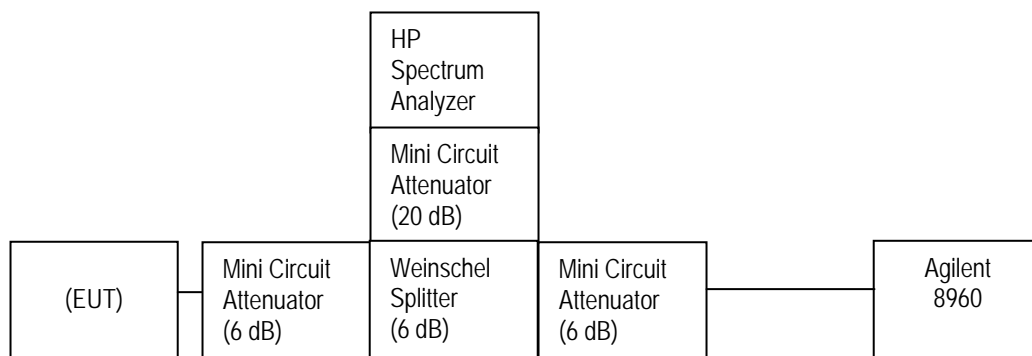 HP
Spectrum
Analyzer
Mini Circuit
Attenuator
(20 dB)
(EUT)
Mini Circuit
Attenuator
(6 dB)
Weinschel
Splitter
(6 dB)
Mini Circuit
Attenuator
(6 dB)
Agilent
8960